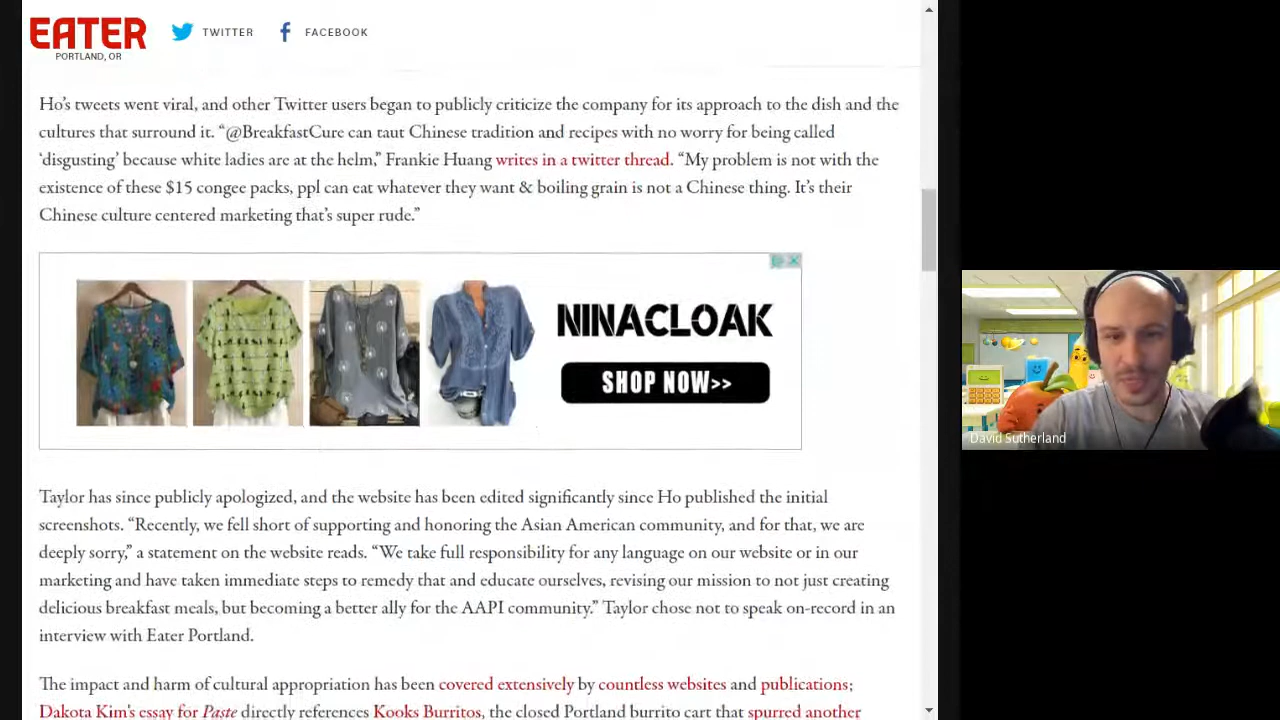 EATER
PORTLAND, OR
TWITTER
FACEBOOK
Ho’s tweets went viral, and other Twitter users began to publicly criticize the company for its approach to the dish and the
cultures that surround it. “@BreakfastCure can taut Chinese tradition and recipes with no worry for being called
‘disgusting’ because white ladies are at the helm,” Frankie Huang writes in a twitter thread. “My problem is not with the
existence of these $15 congee packs, ppl can eat whatever they want & boiling grain is not a Chinese thing. It’s their
Chinese culture centered marketing that’s super rude.”
NINACLOAK
SHOP NOW>>
David Sutherland
Taylor has since publicly apologized, and the website has been edited significantly since Ho published the initial
screenshots. “Recently, we fell short of supporting and honoring the Asian American community, and for that, we are
deeply sorry,” a statement on the website reads. “We take full responsibility for any language on our website or in our
marketing and have taken immediate steps to remedy that and educate ourselves, revising our mission to not just creating
delicious breakfast meals, but becoming a better ally for the AAPI community.” Taylor chose not to speak on-record in an
interview with Eater Portland.
The impact and harm of cultural appropriation has been covered extensively by countless websites and publications;
Dakota Kim's essay for Paste directly references Kooks Burritos, the closed Portland burrito cart that spurred another